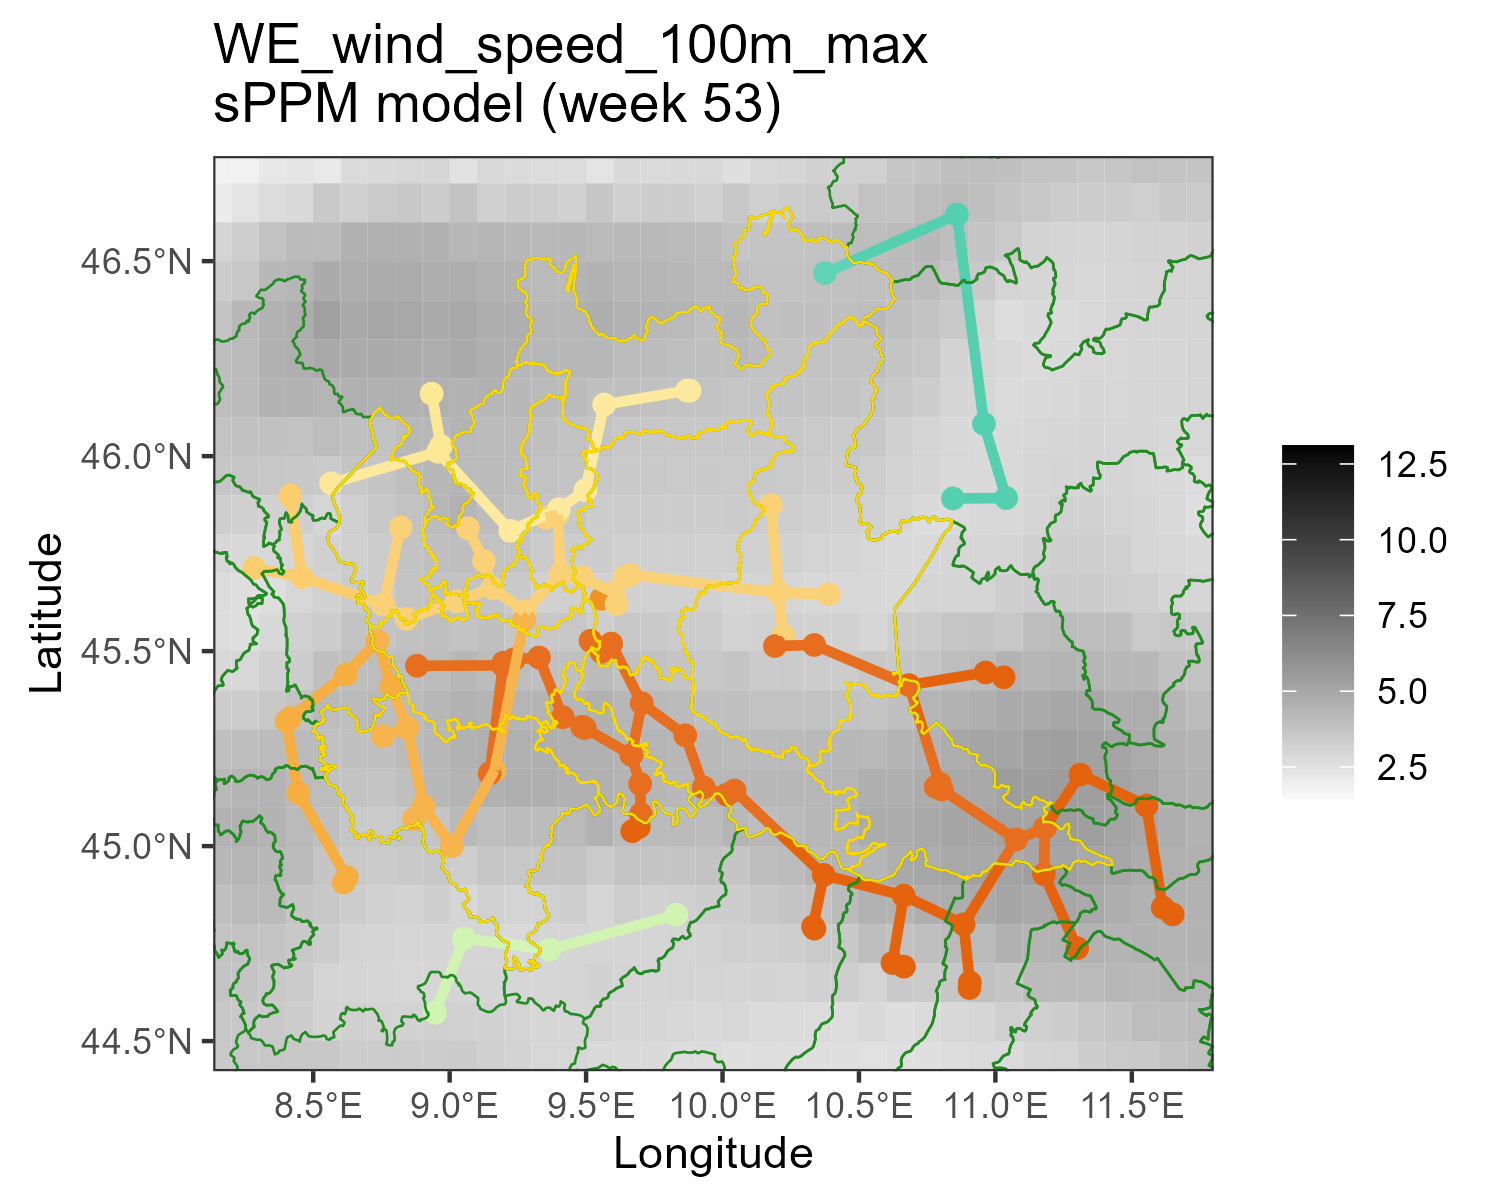 WE_wind_speed_100m_max
sPPM model (week 53)
46.5°N
46.0°N
45.5°N
45.0°N
44.5°N
Latitude
8.5°E
9.0°E
9.5°E
10.0°E
10.5°E
11.0°E
11.5°E
Longitude
12.5
10.0
7.5
5.0
2.5